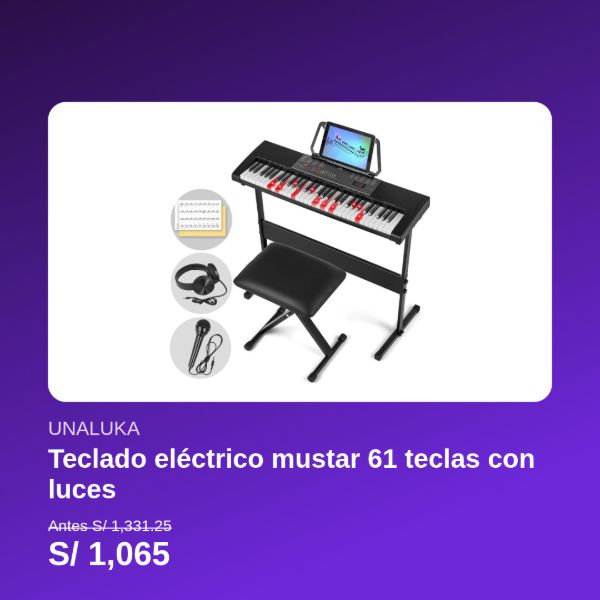 UNALUKA
Teclado eléctrico mustar 61 teclas con
luces
Antes S/ 1,331.25
S/ 1,065